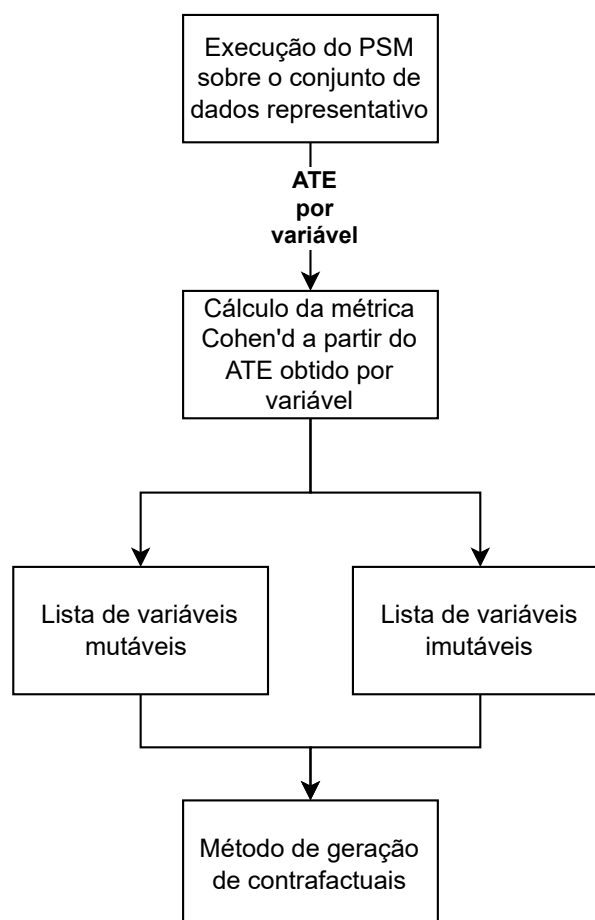 Execução do PSM
sobre o conjunto de
dados representativo
ATE
por
variável
Cálculo da métrica
Cohen'd a partir do
ATE obtido por
variável
Lista de variáveis
mutáveis
Lista de variáveis
imutáveis
Método de geração
de contrafactuais